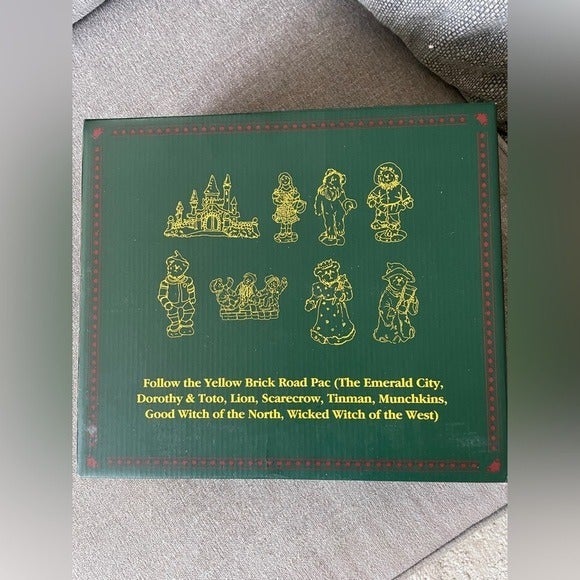 Follow the Yellow Brick Road Pac (The Emerald City,
Dorothy & Toto, Lion, Scarecrow, Tinman, Munchkins,
Good Witch of the North, Wicked Witch of the West)